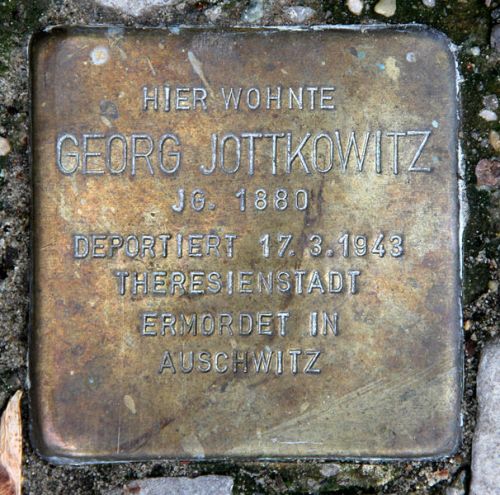 HIER WOHNTE
GEORG JOTTKOWITZ
JG. 1880
DEPORTIERT 17.3.1943
THERESIENSTADT
ERMORDET IN
AUSCHWITZ